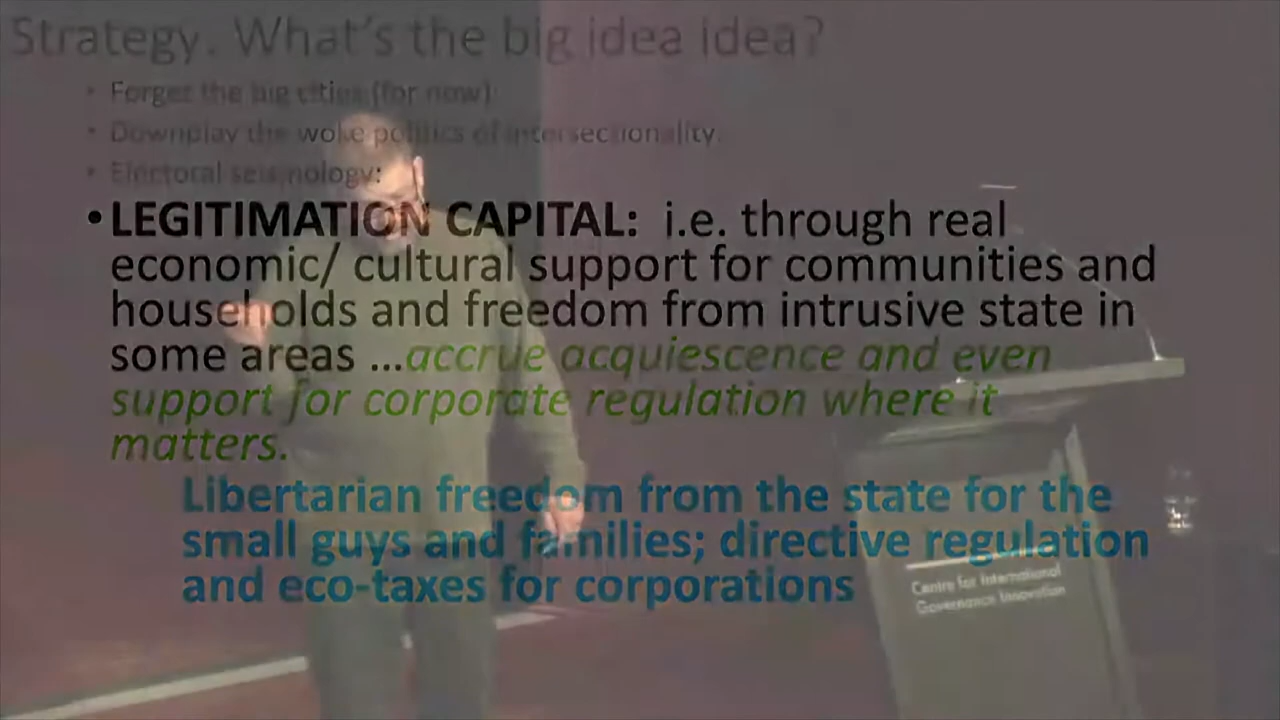 Strategy. What's the big idea idea?
• Forget the big cities (for now)
• Downplay the woke politics of intersectionality.
• Electoral seismology:
• LEGITIMATION CAPITAL: i.e. through real
economic/ cultural support for communities and
households and freedom from intrusive state in
some areas ...accrue acquiescence and even
support for corporate regulation where it
matters.
Libertarian freedom from the state for the
small guys and families; directive regulation
and eco-taxes for corporations
Centre for International
Governance Innovation